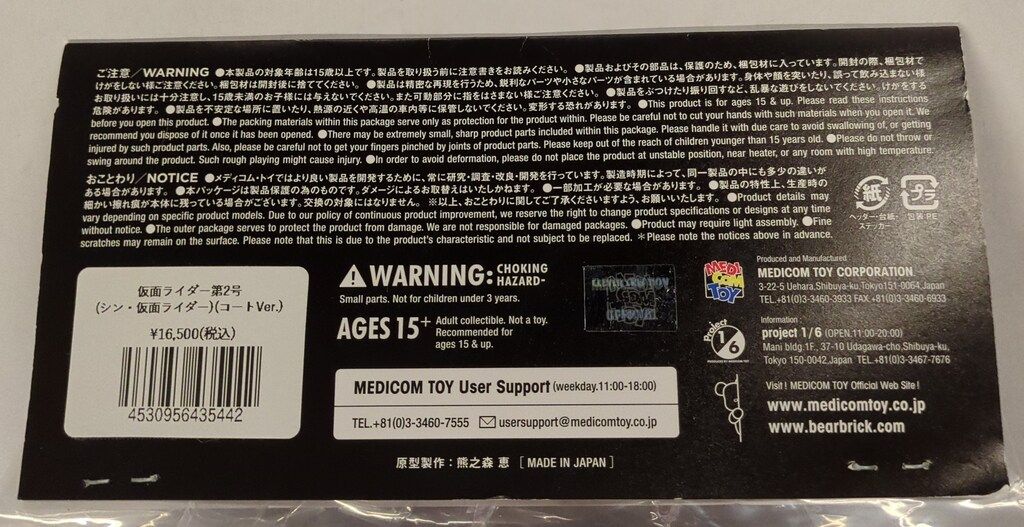 ご注意／WARNING ●本製品の対象年齢は15歳以上です。製品を取り扱う前に注意書きをお読みください。 ●製品およびその部品は、保護のため、梱包材に入っています。開封の際、梱包材で
けがをしない様ご注意ください。梱包材は開封後に捨ててください。 ●製品は精密な再現を行うため、鋭利なパーツや小さなパーツが含まれている場合があります。身体や顔を突いたり、誤って飲み込まない様
お取り扱いには十分注意し、15歳未満のお子様には与えないでください。また可動部分に指をはさまない様ご注意ください。 ●製品をぶつけたり振り回すなど、乱暴な遊びをしないでください。けがをする
危険があります。 ●製品を不安定な場所に置いたり、熱源の近くや高温の車内等に保管しないでください。変形する恐れがあります。 ●This product is for ages 15 & up. Please read these instructions
before you open this product. ●The packing materials within this package serve only as protection for the product within. Please be careful not to cut your hands with such materials when you open it. We
recommend you dispose of it once it has been opened. ●There may be extremely small, sharp product parts included within this package. Please handle it with due care to avoid swallowing of, or getting
injured by such product parts. Also, please be careful not to get your fingers pinched by joints of product parts. Please keep out of the reach of children younger than 15 years old. ●Please do not throw or
swing around the product. Such rough playing might cause injury. ●In order to avoid deformation, please do not place the product at unstable position, near heater, or any room with high temperature.
おことわり／NOTICE ●メディコム・トイではより良い製品を開発するために、常に研究・調査・改良・開発を行っています。製造時期によって、同一製品の中にも多少の違いが
ある場合があります。 ●本パッケージは製品保護の為のものです。ダメージによるお取替えはいたしかねます。 ●一部加工が必要な場合があります。 ●製品の特性上、生産時の
細かい擦れ痕が本体に残っている場合がございます。交換の対象にはなりません。 ※以上、おことわりに関してご了承くださいますよう、お願いいたします。 ●Product details may
vary depending on specific product models. Due to our policy of continuous product improvement, we reserve the right to change product specifications or designs at any time
without notice. ●The outer package serves to protect the product from damage. We are not responsible for damaged packages. ●Product may require light assembly. ●Fine
scratches may remain on the surface. Please note that this is due to the product's characteristic and not subject to be replaced. ＊Please note the notices above in advance.
紙
ヘッダー・台紙・
ステッカー
プラ
包装 PE
仮面ライダー第2号
(シン・仮面ライダー)(コートVer.)
¥16,500(税込)
4530956435442
WARNING: CHOKING HAZARD-
Small parts. Not for children under 3 years.
AGES 15+ Adult collectible. Not a toy.
Recommended for
ages 15 & up.
MEDICOM TOY User Support (weekday.11:00-18:00)
TEL.+81(0)3-3460-7555 usersupport@medicomtoy.co.jp
原型製作：熊之森 恵 [ MADE IN JAPAN ]
MEDI
COM
TOY
Produced and Manufactured
MEDICOM TOY CORPORATION
3-22-5 Uehara,Shibuya-ku,Tokyo151-0064,Japan
TEL.+81(0)3-3460-3933 FAX.+81(0)3-3460-6933
Project
1/6
PRODUCED BY MEDICOM TOY
Information :
project 1/6 (OPEN.11:00-20:00)
Mani bldg.1F, 37-10 Udagawa-cho,Shibuya-ku,
Tokyo 150-0042,Japan TEL.+81(0)3-3467-7676
Visit ! MEDICOM TOY Official Web Site !
www.medicomtoy.co.jp
www.bearbrick.com